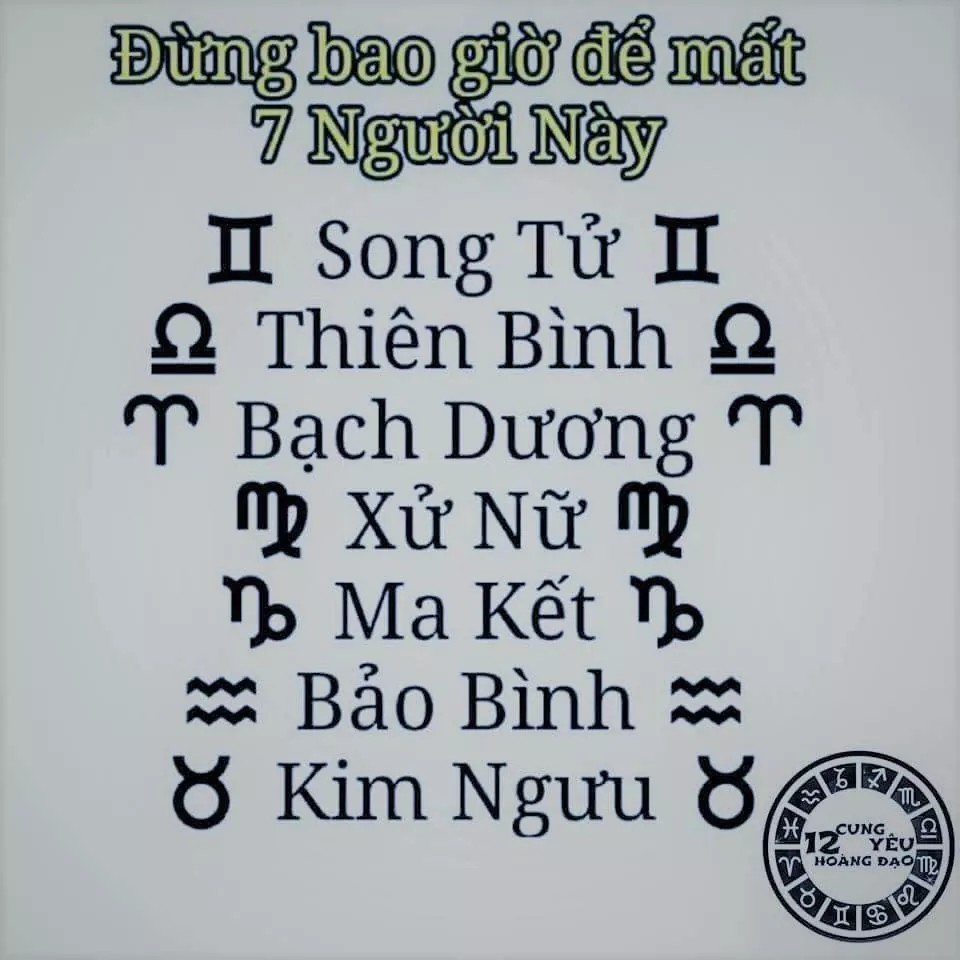 Đừng bao giờ để mất
7 Người Này
♊ Song Tử ♊
♎ Thiên Bình ♎
♈ Bạch Dương ♈
♍ Xử Nữ ♍
♑ Ma Kết ♑
♒ Bảo Bình ♒
♉ Kim Ngưu ♉
12 CUNG
YÊU
HOÀNG ĐẠO